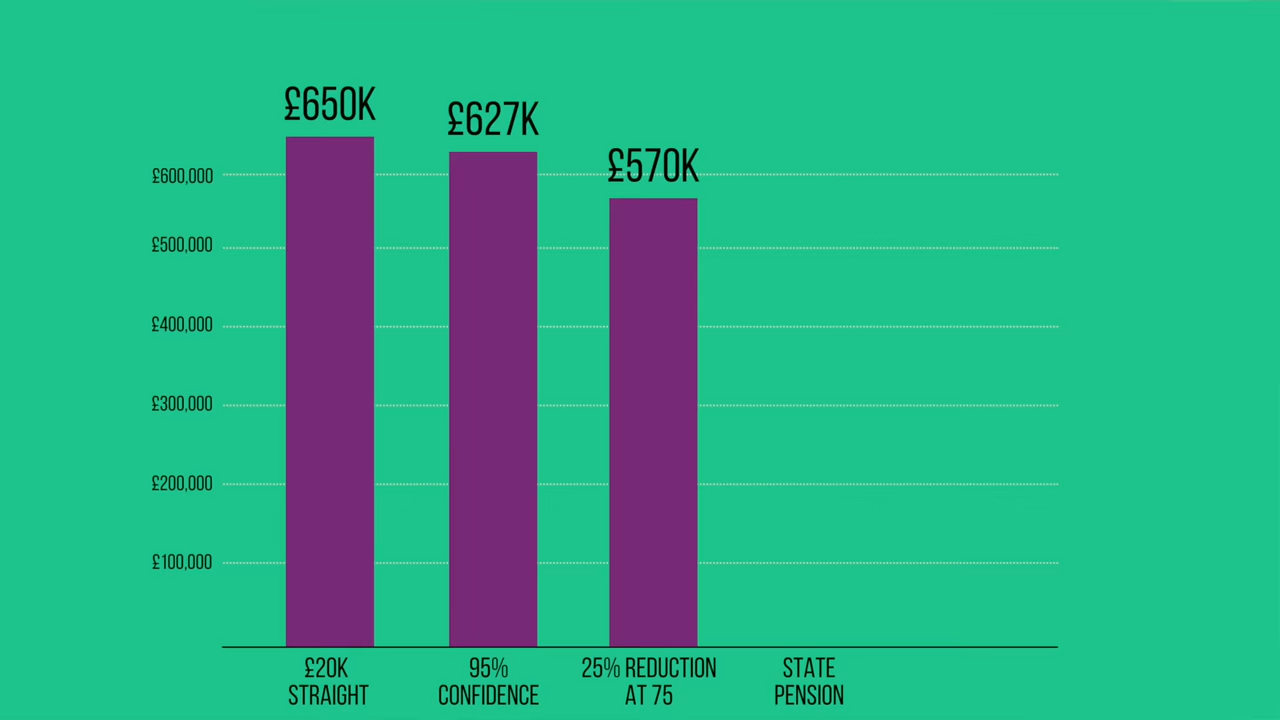 £650K
£627K
£570K
£600,000
£500,000
£400,000
£300,000
£200,000
£100,000
£20K
STRAIGHT
95%
CONFIDENCE
25% REDUCTION
AT 75
STATE
PENSION